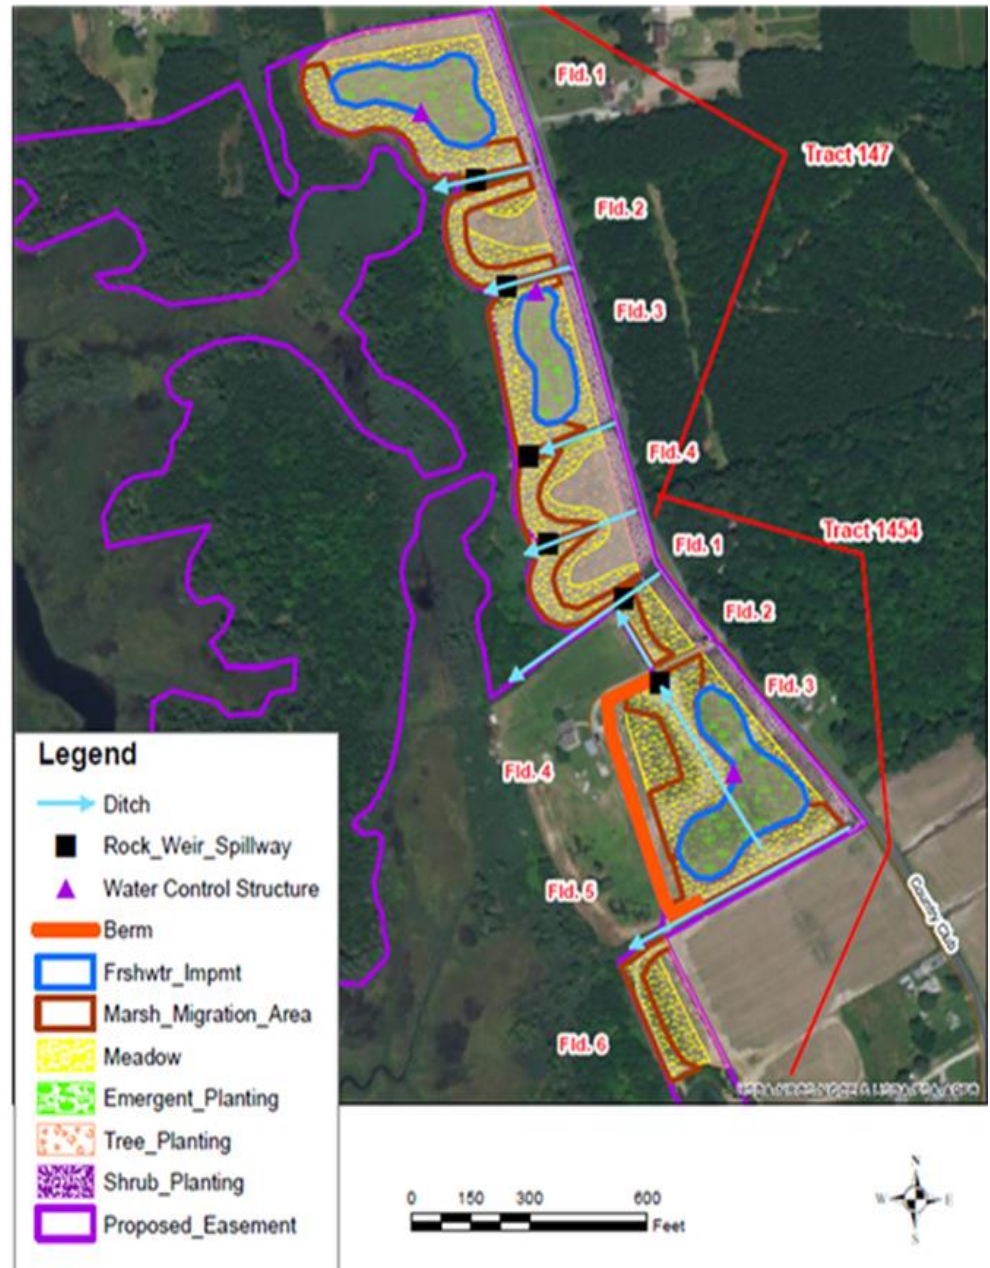 Fld. 1
Tract 147
Fld. 2
Fld. 3
Fld. 4
Tract 1454
Fld. 1
Fld. 2
Fld. 3
Fld. 4
Fld. 5
Country Club
Fld. 6
Legend
Ditch
Rock_Weir_Spillway
Water Control Structure
Berm
Frshwtr_Impmt
Marsh_Migration_Area
Meadow
Emergent_Planting
Tree_Planting
Shrub_Planting
Proposed_Easement
0 150 300 600
Feet
N
W E
S